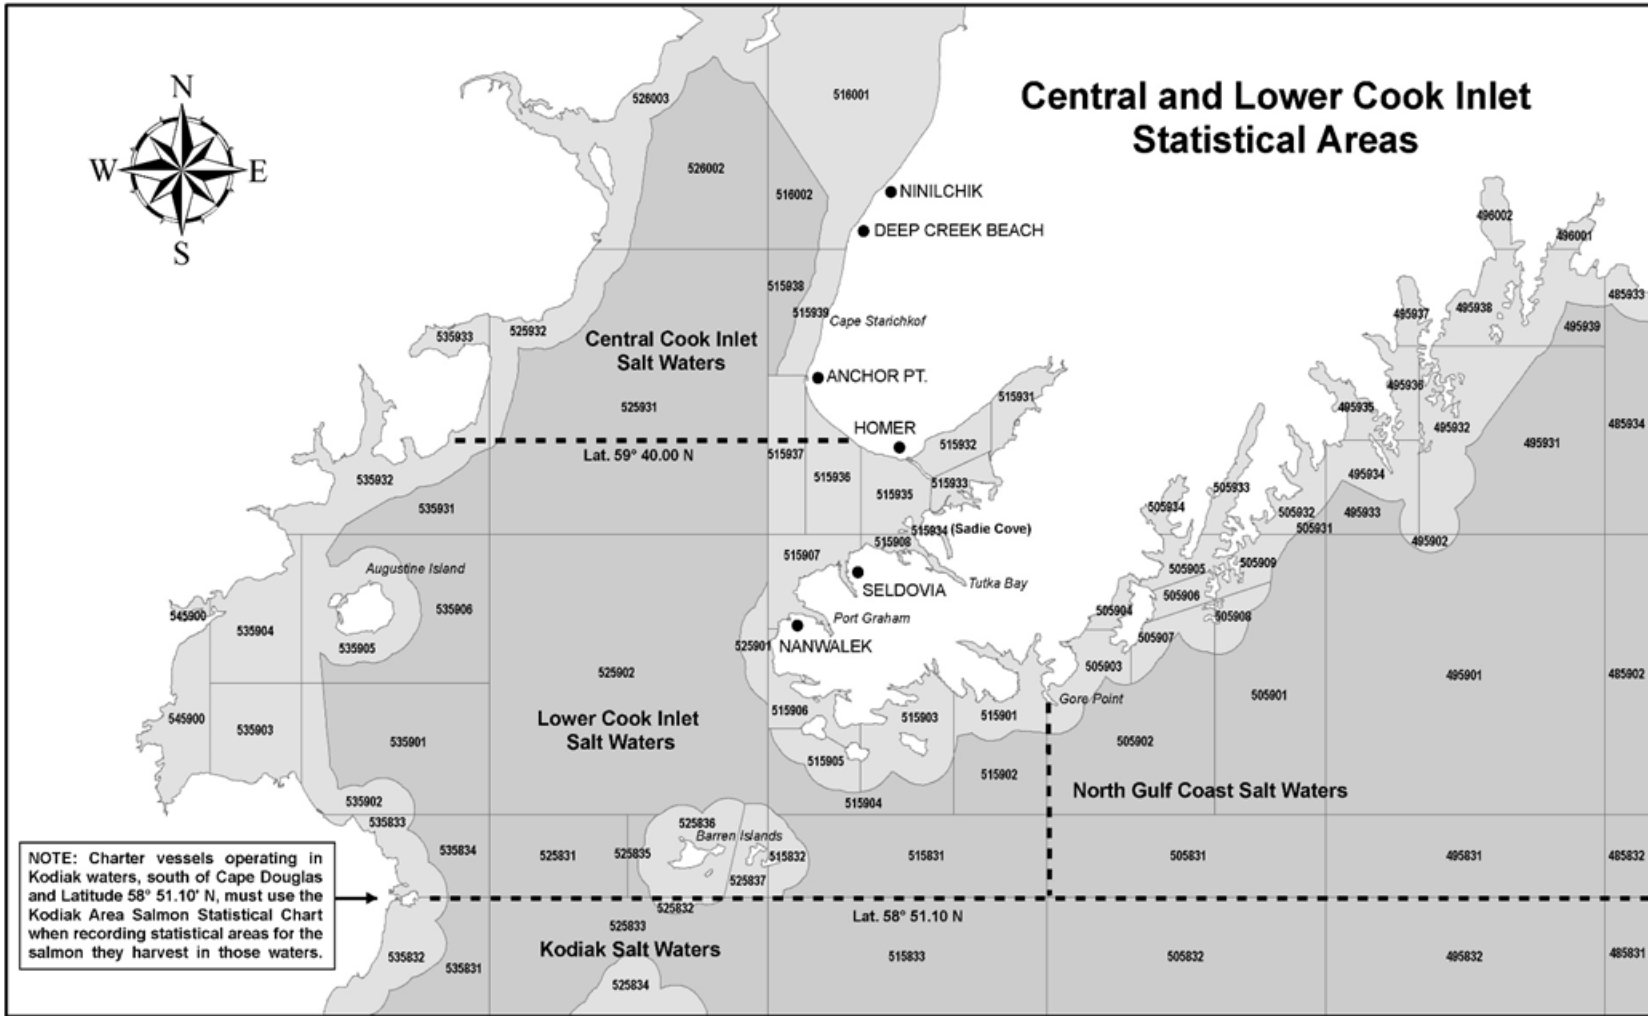 Central and Lower Cook Inlet
Statistical Areas
N
W
E
S
526003
516001
526002
516002
NINILCHIK
DEEP CREEK BEACH
496002
496001
515938
515939
Cape Starichkof
485933
495938
495937
495939
535933
525932
Central Cook Inlet
Salt Waters
ANCHOR PT.
525931
515931
495936
495935
495932
495931
485934
HOMER
515932
Lat. 59° 40.00 N
515937
515936
515935
515933
535932
535931
495934
495933
505933
505934
505932
505931
495902
515934 (Sadie Cove)
515908
515907
Augustine Island
SELDOVIA
Tutka Bay
505905
505909
505906
505904
505908
545900
535904
535906
535905
Port Graham
NANWALEK
525901
505907
505903
525902
Gore Point
495901
485902
505901
545900
535903
535901
Lower Cook Inlet
Salt Waters
515906
515903
515901
505902
515905
515902
515904
North Gulf Coast Salt Waters
535902
535833
535834
525831
525835
525836
Barren Islands
515832
525837
515831
505831
495831
485832
NOTE: Charter vessels operating in
Kodiak waters, south of Cape Douglas
and Latitude 58° 51.10' N, must use the
Kodiak Area Salmon Statistical Chart
when recording statistical areas for the
salmon they harvest in those waters.
525832
Lat. 58° 51.10 N
525833
Kodiak Salt Waters
535832
535831
525834
515833
505832
495832
485831